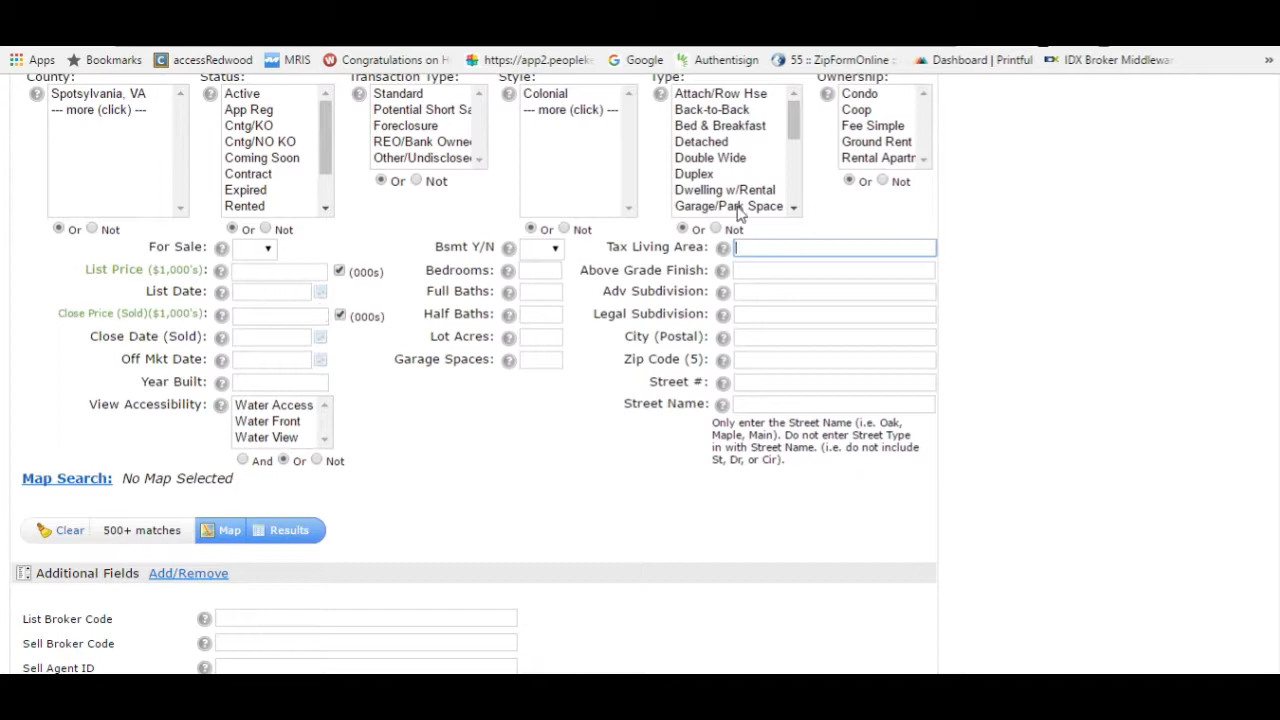 Apps Bookmarks accessRedwood MRIS Congratulations on H https://app2.peopleke Google Authentisign 55 :: ZipFormOnline :: Dashboard | Printful IDX Broker Middlewar »
County: Status: Transaction Type: Style: Type: Ownership:
Spotsylvania, VA
--- more (click) ---
Or Not
Active
App Reg
Cntg/KO
Cntg/NO KO
Coming Soon
Contract
Expired
Rented
Or Not
Standard
Potential Short Sa
Foreclosure
REO/Bank Owne
Other/Undisclose
Or Not
Colonial
--- more (click) ---
Or Not
Attach/Row Hse
Back-to-Back
Bed & Breakfast
Detached
Double Wide
Duplex
Dwelling w/Rental
Garage/Park Space
Or Not
Condo
Coop
Fee Simple
Ground Rent
Rental Apartm
Or Not
For Sale:
List Price ($1,000's): (000s)
List Date:
Close Price (Sold)($1,000's): (000s)
Close Date (Sold):
Off Mkt Date:
Year Built:
View Accessibility:
Water Access
Water Front
Water View
And Or Not
Bsmt Y/N
Bedrooms:
Full Baths:
Half Baths:
Lot Acres:
Garage Spaces:
Tax Living Area:
Above Grade Finish:
Adv Subdivision:
Legal Subdivision:
City (Postal):
Zip Code (5):
Street #:
Street Name:
Only enter the Street Name (i.e. Oak,
Maple, Main). Do not enter Street Type
in with Street Name. (i.e. do not include
St, Dr, or Cir).
Map Search: No Map Selected
Clear 500+ matches Map Results
Additional Fields Add/Remove
List Broker Code
Sell Broker Code
Sell Agent ID